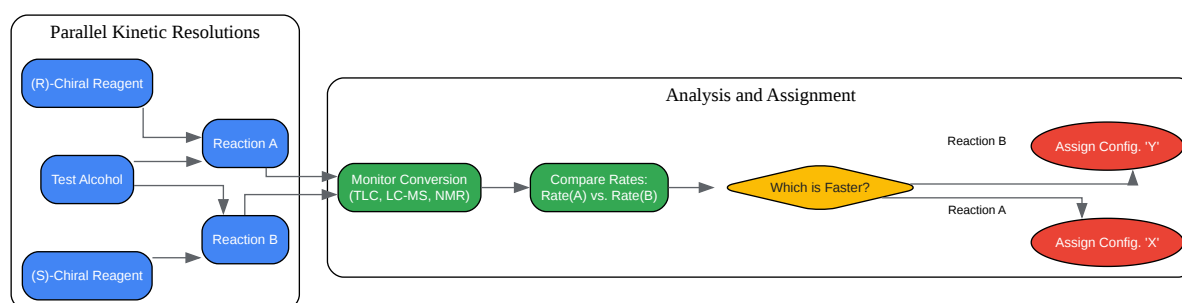 Parallel Kinetic Resolutions
(R)-Chiral Reagent
Reaction A
Test Alcohol
Reaction B
(S)-Chiral Reagent
Analysis and Assignment
Monitor Conversion
(TLC, LC-MS, NMR)
Compare Rates:
Rate(A) vs. Rate(B)
Which is Faster?
Reaction B
Assign Config. 'Y'
Reaction A
Assign Config. 'X'